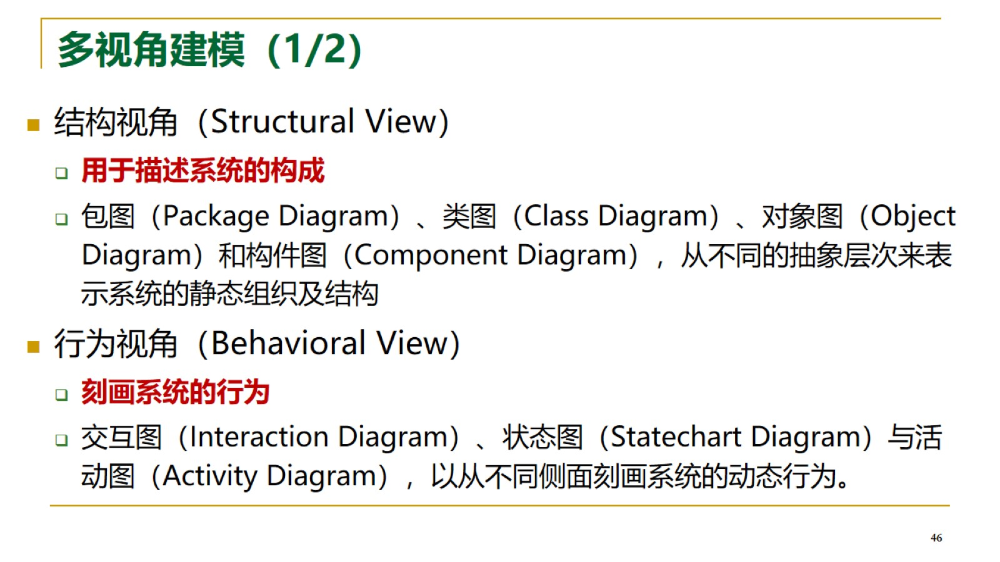 多视角建模（1/2）
结构视角（Structural View）
用于描述系统的构成
包图（Package Diagram）、类图（Class Diagram）、对象图（Object
Diagram）和构件图（Component Diagram），从不同的抽象层次来表
示系统的静态组织及结构
行为视角（Behavioral View）
刻画系统的行为
交互图（Interaction Diagram）、状态图（Statechart Diagram）与活
动图（Activity Diagram），以从不同侧面刻画系统的动态行为。
46